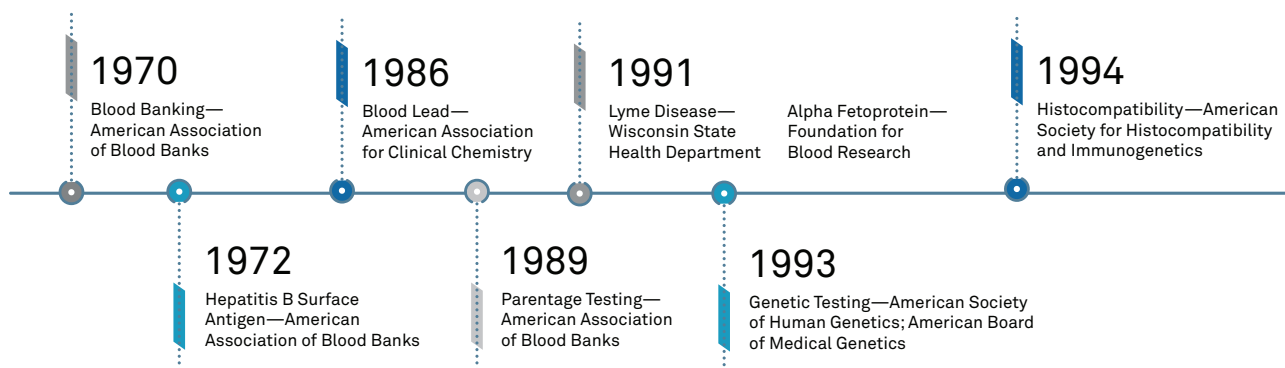 1970
Blood Banking—
American Association
of Blood Banks
1972
Hepatitis B Surface
Antigen—American
Association of Blood Banks
1986
Blood Lead—
American Association
for Clinical Chemistry
1989
Parentage Testing—
American Association
of Blood Banks
1991
Lyme Disease—
Wisconsin State
Health Department
Alpha Fetoprotein—
Foundation for
Blood Research
1993
Genetic Testing—American Society
of Human Genetics; American Board
of Medical Genetics
1994
Histocompatibility—American
Society for Histocompatibility
and Immunogenetics